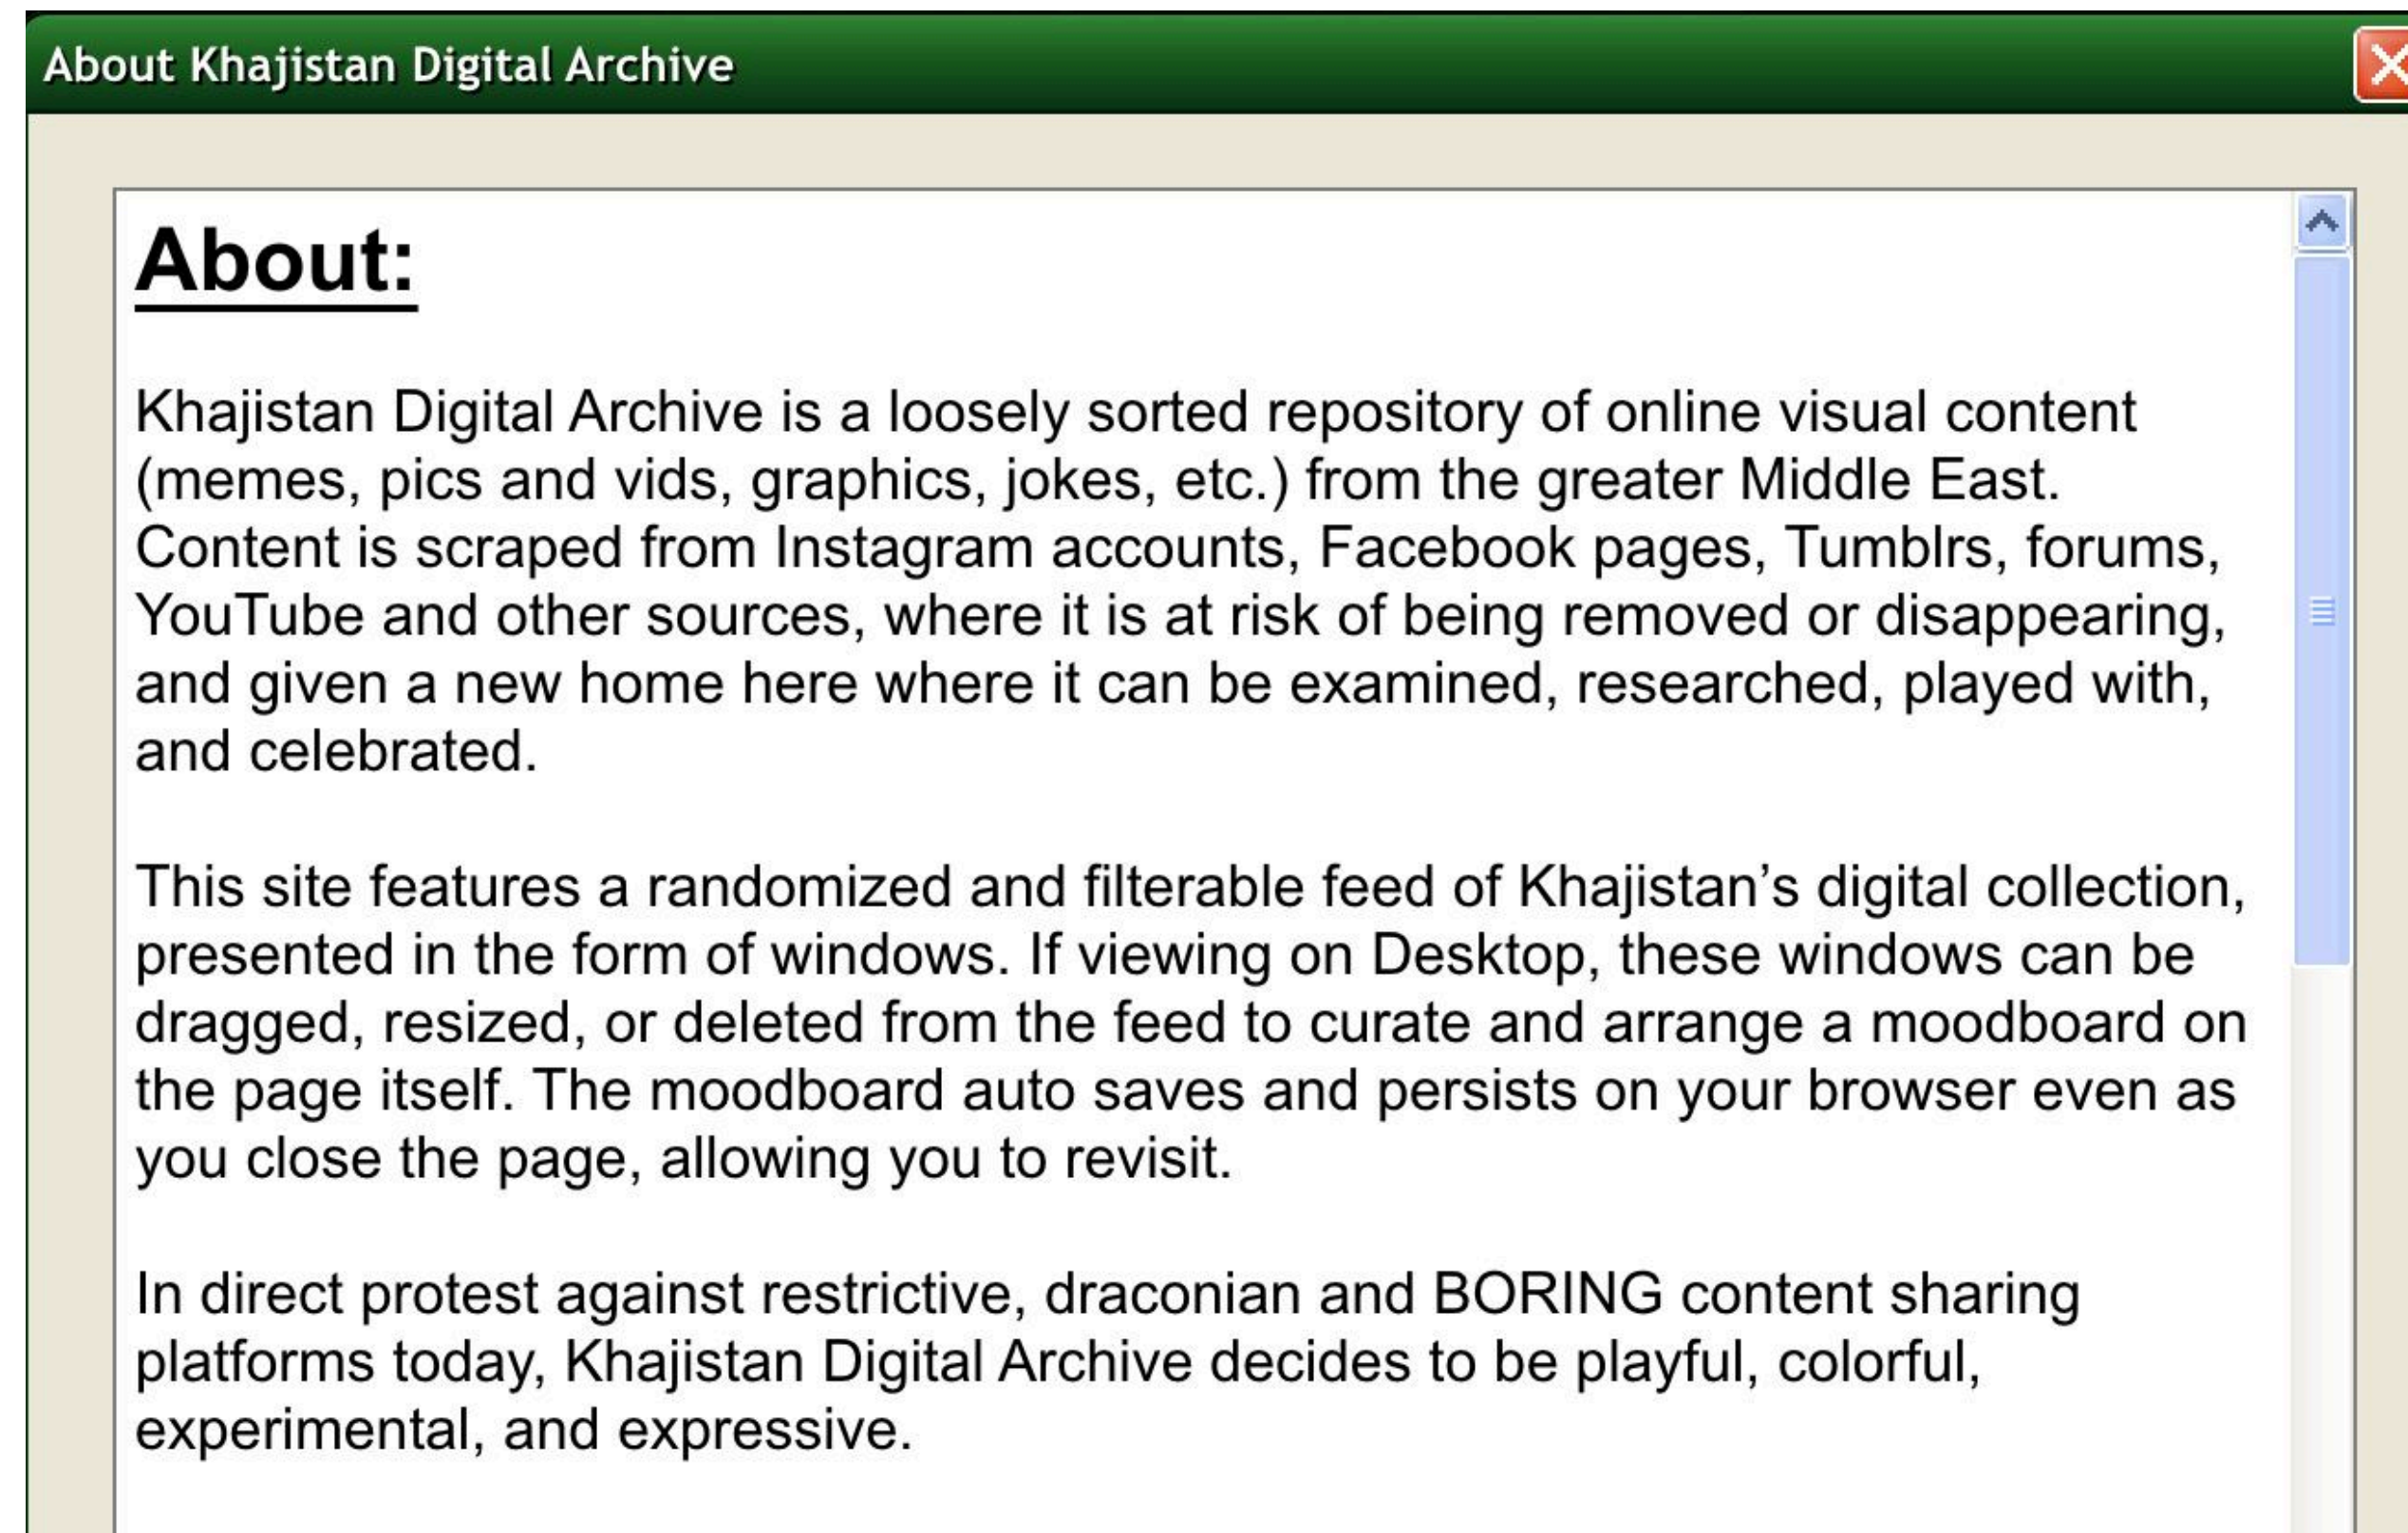 About Khajistan Digital Archive
About:
Khajistan Digital Archive is a loosely sorted repository of online visual content
(memes, pics and vids, graphics, jokes, etc.) from the greater Middle East.
Content is scraped from Instagram accounts, Facebook pages, Tumblrs, forums,
YouTube and other sources, where it is at risk of being removed or disappearing,
and given a new home here where it can be examined, researched, played with,
and celebrated.
This site features a randomized and filterable feed of Khajistan’s digital collection,
presented in the form of windows. If viewing on Desktop, these windows can be
dragged, resized, or deleted from the feed to curate and arrange a moodboard on
the page itself. The moodboard auto saves and persists on your browser even as
you close the page, allowing you to revisit.
In direct protest against restrictive, draconian and BORING content sharing
platforms today, Khajistan Digital Archive decides to be playful, colorful,
experimental, and expressive.